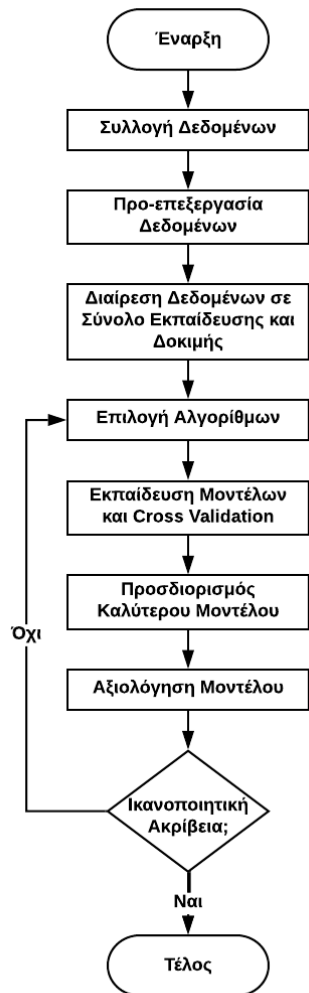 Έναρξη
Συλλογή Δεδομένων
Προ-επεξεργασία
Δεδομένων
Διαίρεση Δεδομένων σε
Σύνολο Εκπαίδευσης και
Δοκιμής
Επιλογή Αλγορίθμων
Εκπαίδευση Μοντέλων
και Cross Validation
Προσδιορισμός
Καλύτερου Μοντέλου
Όχι
Αξιολόγηση Μοντέλου
Ικανοποιητική
Ακρίβεια;
Ναι
Τέλος